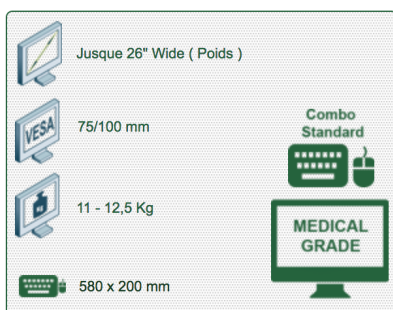 Jusque 26" Wide ( Poids )
VESA
75/100 mm
Combo
Standard
11 - 12,5 Kg
MEDICAL
GRADE
580 x 200 mm